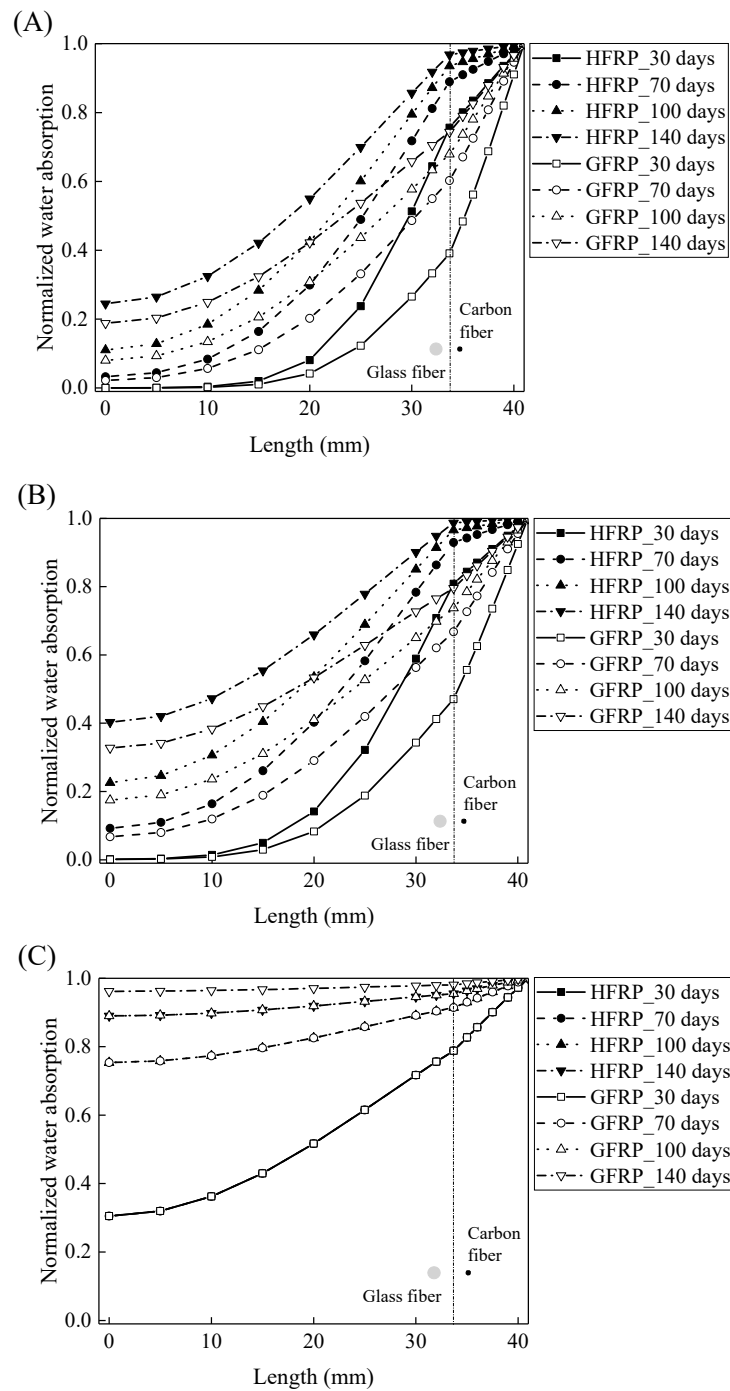 (A)
Normalized water absorption
1.0
0.8
0.6
0.4
0.2
0.0
0
10
20
30
40
Length (mm)
Carbon
fiber
Glass fiber
HFRP_30 days
HFRP_70 days
HFRP_100 days
HFRP_140 days
GFRP_30 days
GFRP_70 days
GFRP_100 days
GFRP_140 days
(B)
Normalized water absorption
1.0
0.8
0.6
0.4
0.2
0.0
0
10
20
30
40
Length (mm)
Carbon
fiber
Glass fiber
HFRP_30 days
HFRP_70 days
HFRP_100 days
HFRP_140 days
GFRP_30 days
GFRP_70 days
GFRP_100 days
GFRP_140 days
(C)
Normalized water absorption
1.0
0.8
0.6
0.4
0.2
0.0
0
10
20
30
40
Length (mm)
Carbon
fiber
Glass fiber
HFRP_30 days
HFRP_70 days
HFRP_100 days
HFRP_140 days
GFRP_30 days
GFRP_70 days
GFRP_100 days
GFRP_140 days